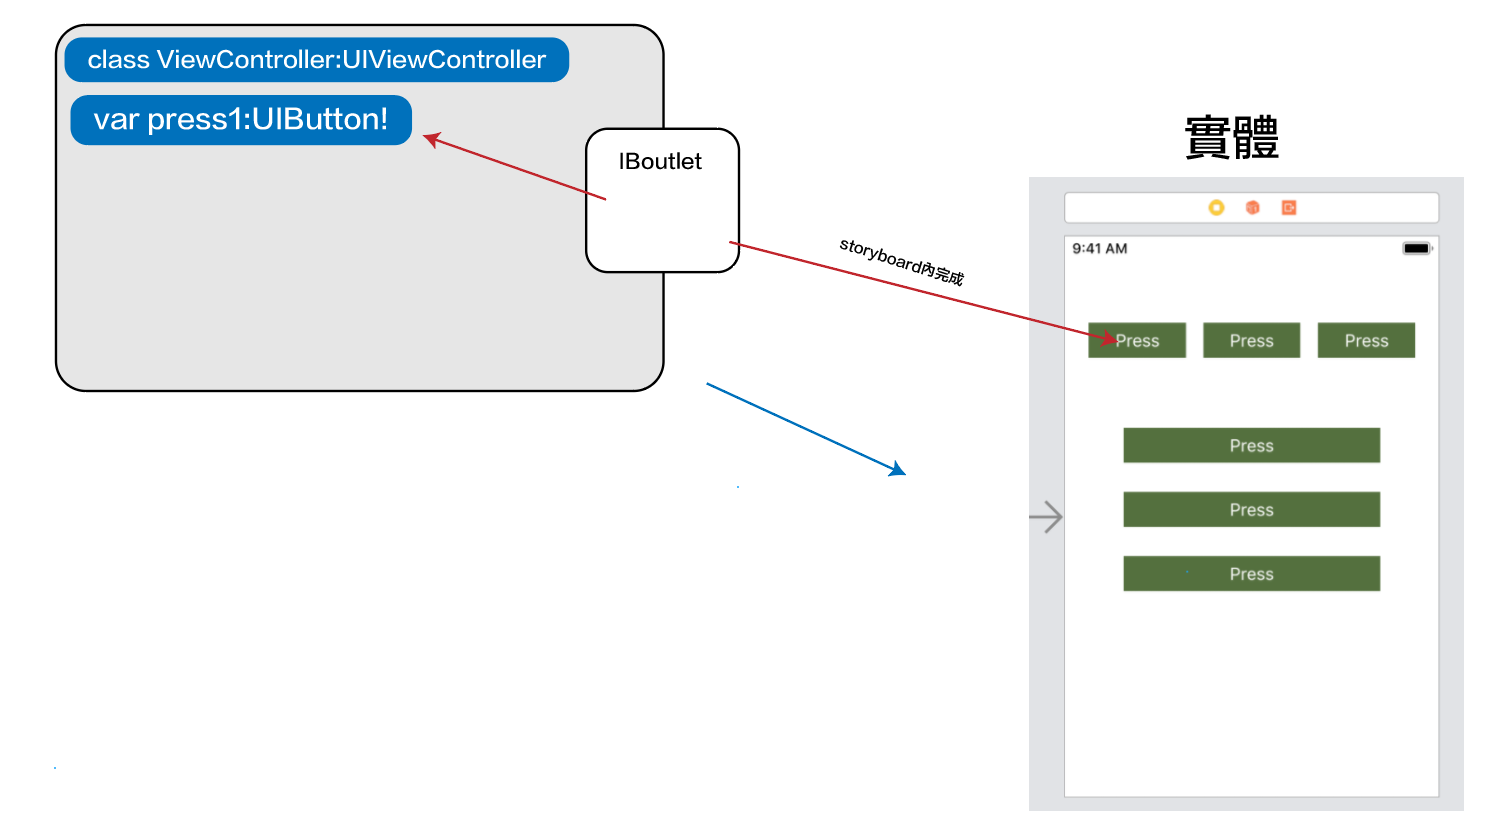 class ViewController:UIViewController
var press1:UIButton!
IBoutlet
storyboard內完成
實體
9:41 AM
Press Press Press
Press
Press
Press